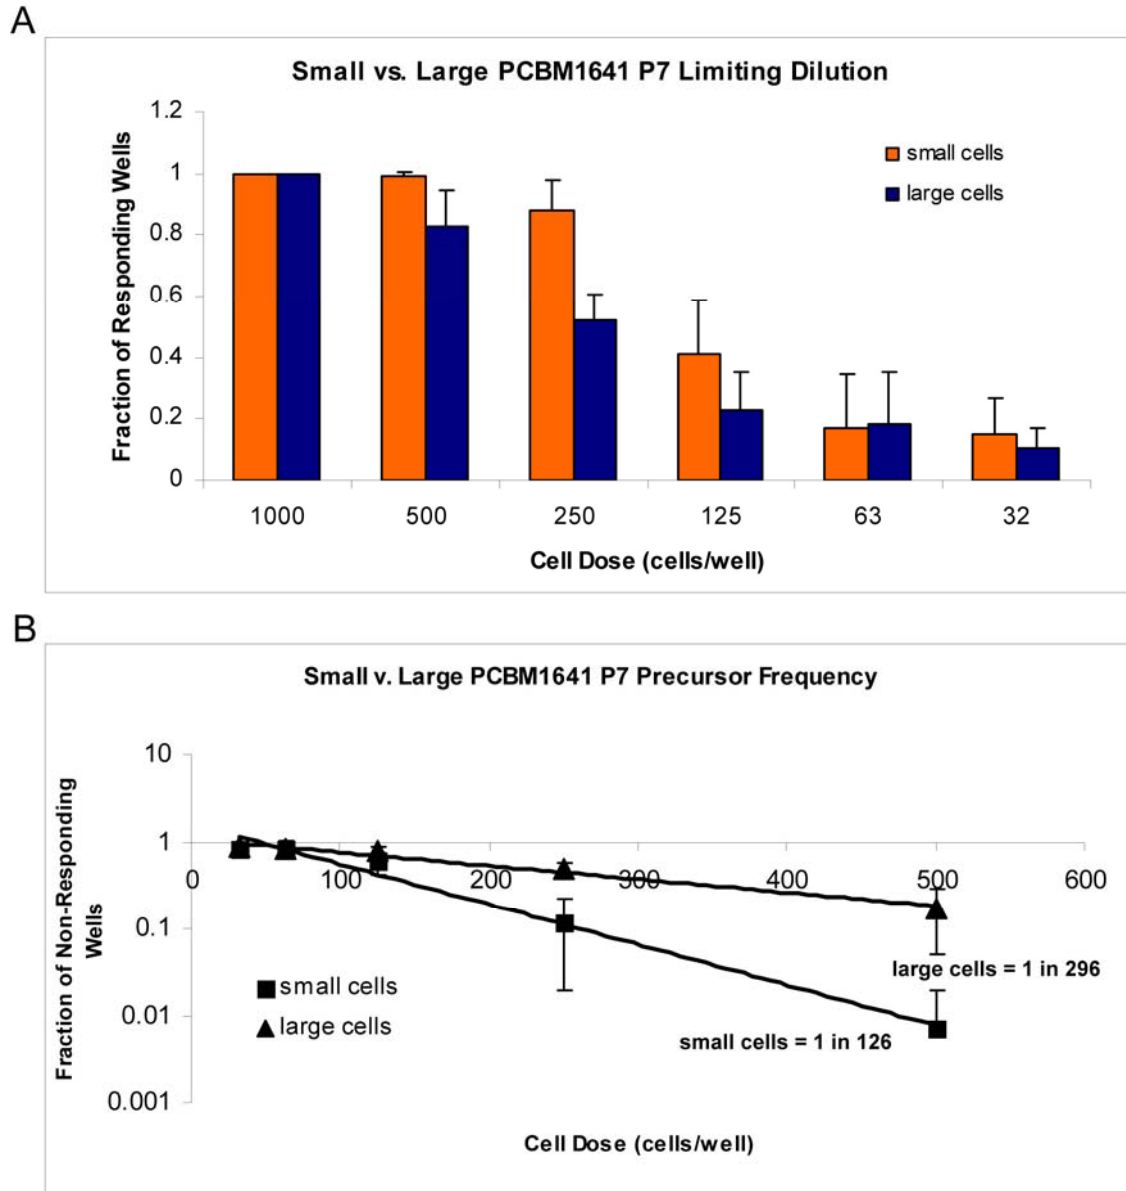 A
Small vs. Large PCBM1641 P7 Limiting Dilution
Fraction of Responding Wells
1.2
1
0.8
0.6
0.4
0.2
0
small cells
large cells
1000 500 250 125 63 32
Cell Dose (cells/well)
B
Small v. Large PCBM1641 P7 Precursor Frequency
Fraction of Non-Responding
Wells
10
1
0.1
0.01
0.001
0 100 200 300 400 500 600
large cells = 1 in 296
small cells = 1 in 126
small cells
large cells
Cell Dose (cells/well)